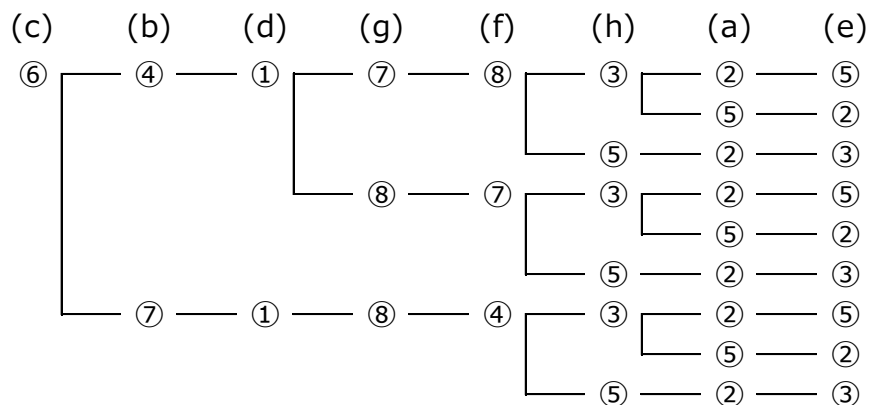 (c) (b) (d) (g) (f) (h) (a) (e)
⑥ ④ ① ⑦ ⑧ ③ ② ⑤
⑤ ②
⑤ ② ③
⑧ ⑦ ③ ② ⑤
⑤ ②
⑤ ② ③
⑦ ① ⑧ ④ ③ ② ⑤
⑤ ②
⑤ ② ③